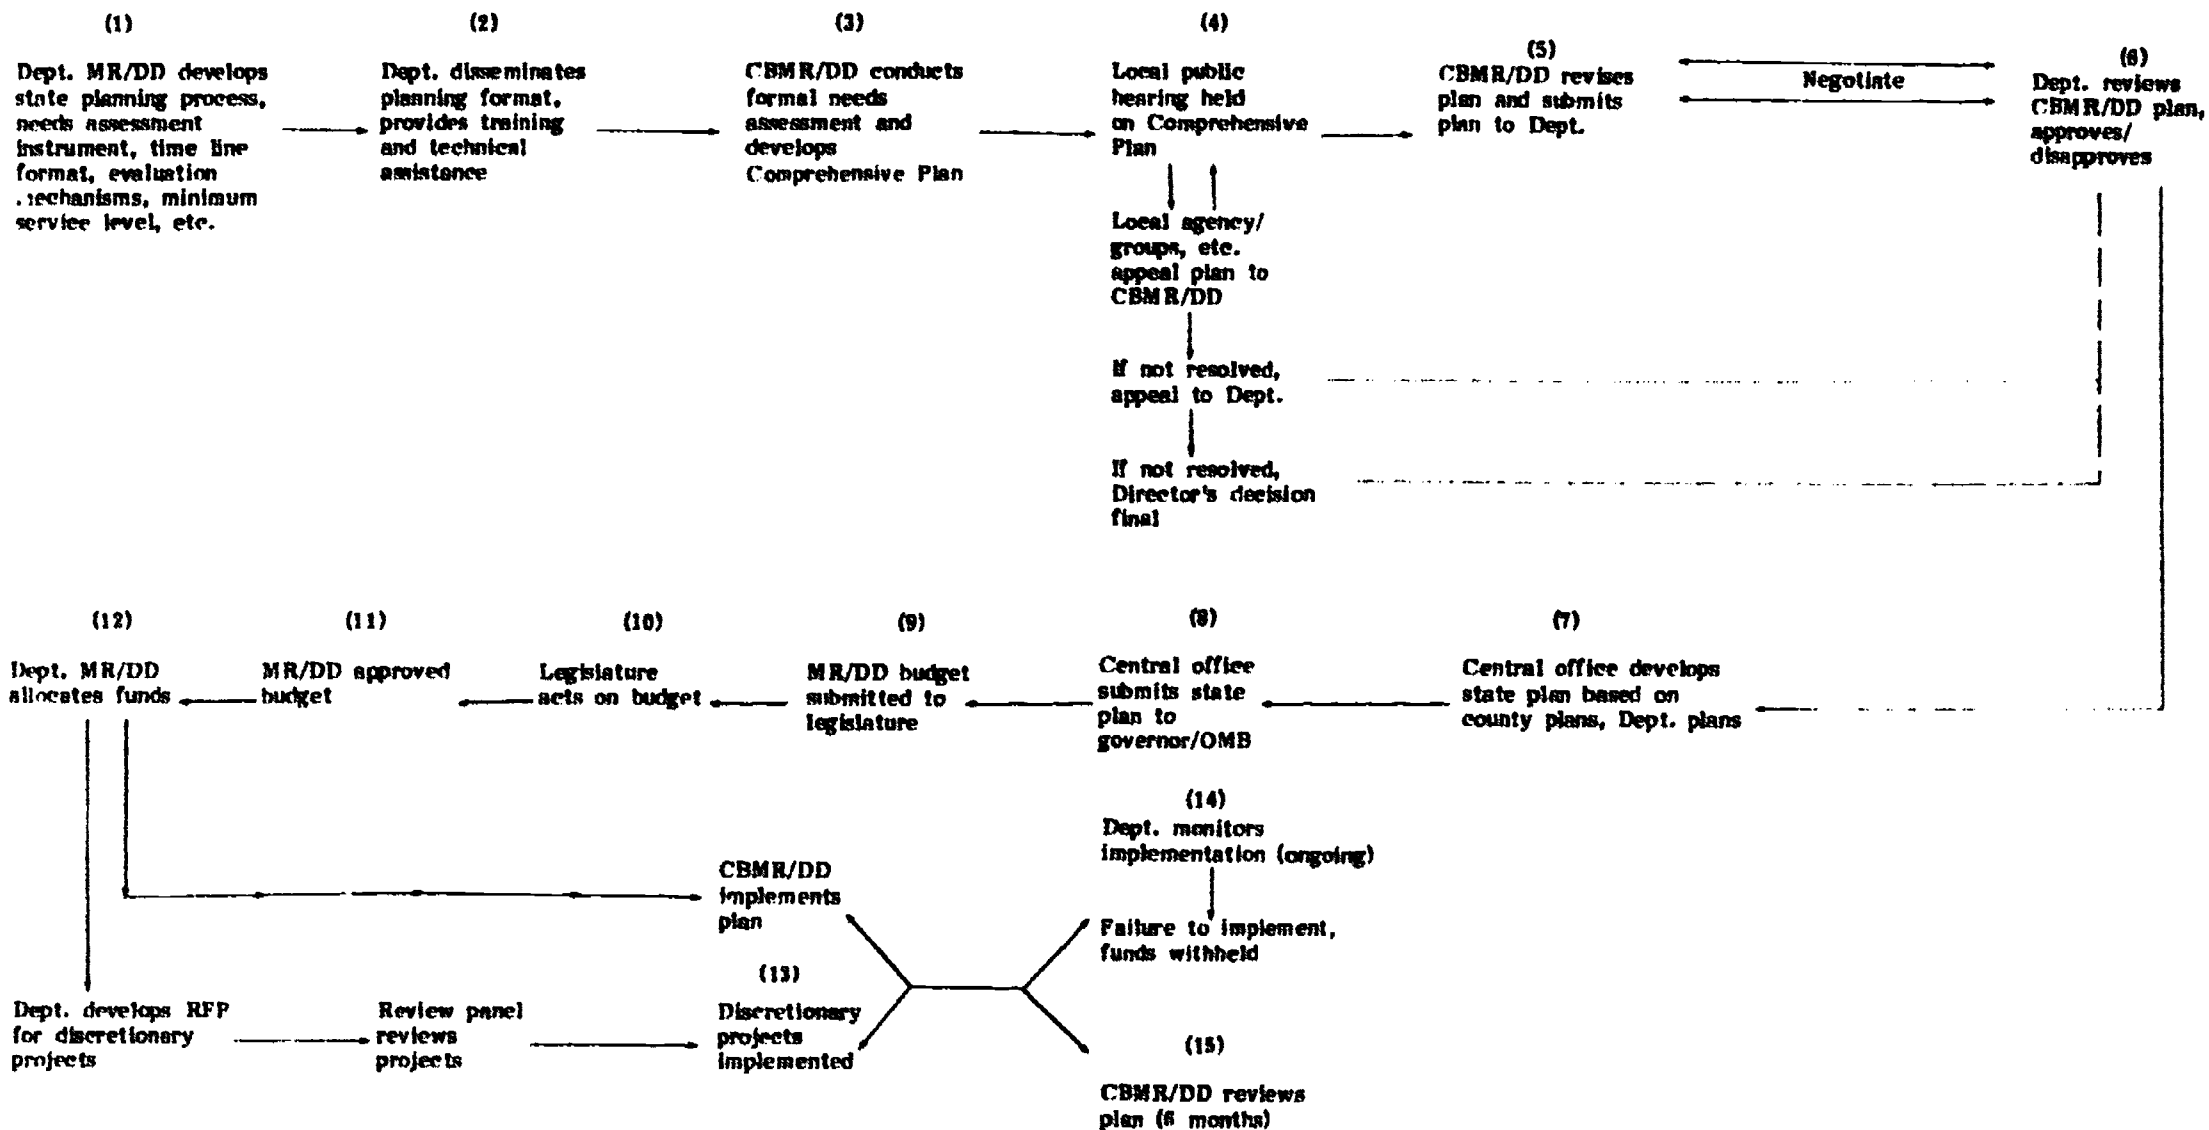 (1)
Dept. MR/DD develops
state planning process,
needs assessment
instrument, time line
format, evaluation
mechanisms, minimum
service level, etc.
(2)
Dept. disseminates
planning format,
provides training
and technical
assistance
(3)
CBMR/DD conducts
formal needs
assessment and
develops
Comprehensive Plan
(4)
Local public
hearing held
on Comprehensive
Plan
Local agency/
groups, etc.
appeal plan to
CBMR/DD
If not resolved,
appeal to Dept.
If not resolved,
Director's decision
final
(5)
CBMR/DD revises
plan and submits
plan to Dept.
Negotiate
(6)
Dept. reviews
CBMR/DD plan,
approves/
disapproves
(7)
Central office develops
state plan based on
county plans, Dept. plans
(8)
Central office
submits state
plan to
governor/OMB
(9)
MR/DD budget
submitted to
legislature
(10)
Legislature
acts on budget
(11)
MR/DD approved
budget
(12)
Dept. MR/DD
allocates funds
CBMR/DD
implements
plan
Dept. develops RFP
for discretionary
projects
Review panel
reviews
projects
(13)
Discretionary
projects
implemented
(14)
Dept. monitors
implementation (ongoing)
Failure to implement,
funds withheld
(15)
CBMR/DD reviews
plan (6 months)